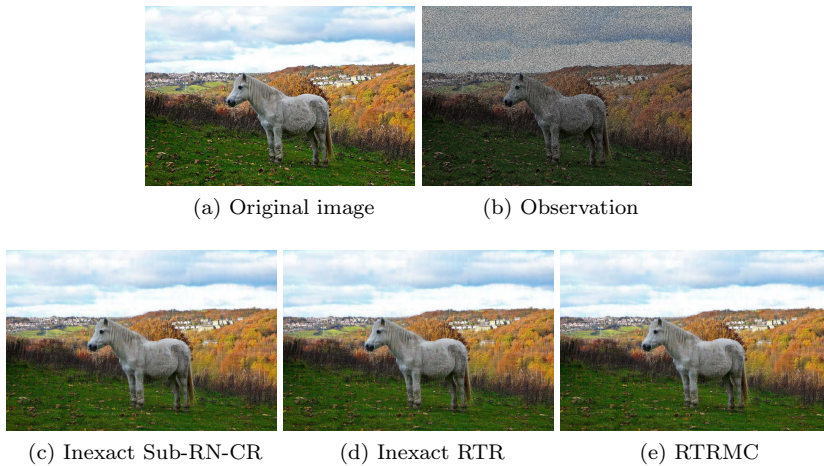 (a) Original image
(b) Observation
(c) Inexact Sub-RN-CR
(d) Inexact RTR
(e) RTRMC